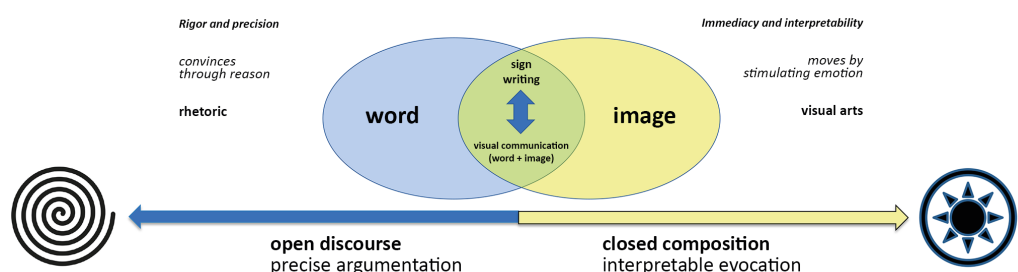 Rigor and precision
Immediacy and interpretability
convinces
through reason
moves by
stimulating emotion
rhetoric
visual arts
word
sign
writing
image
visual communication
(word + image)
open discourse
precise argumentation
closed composition
interpretable evocation